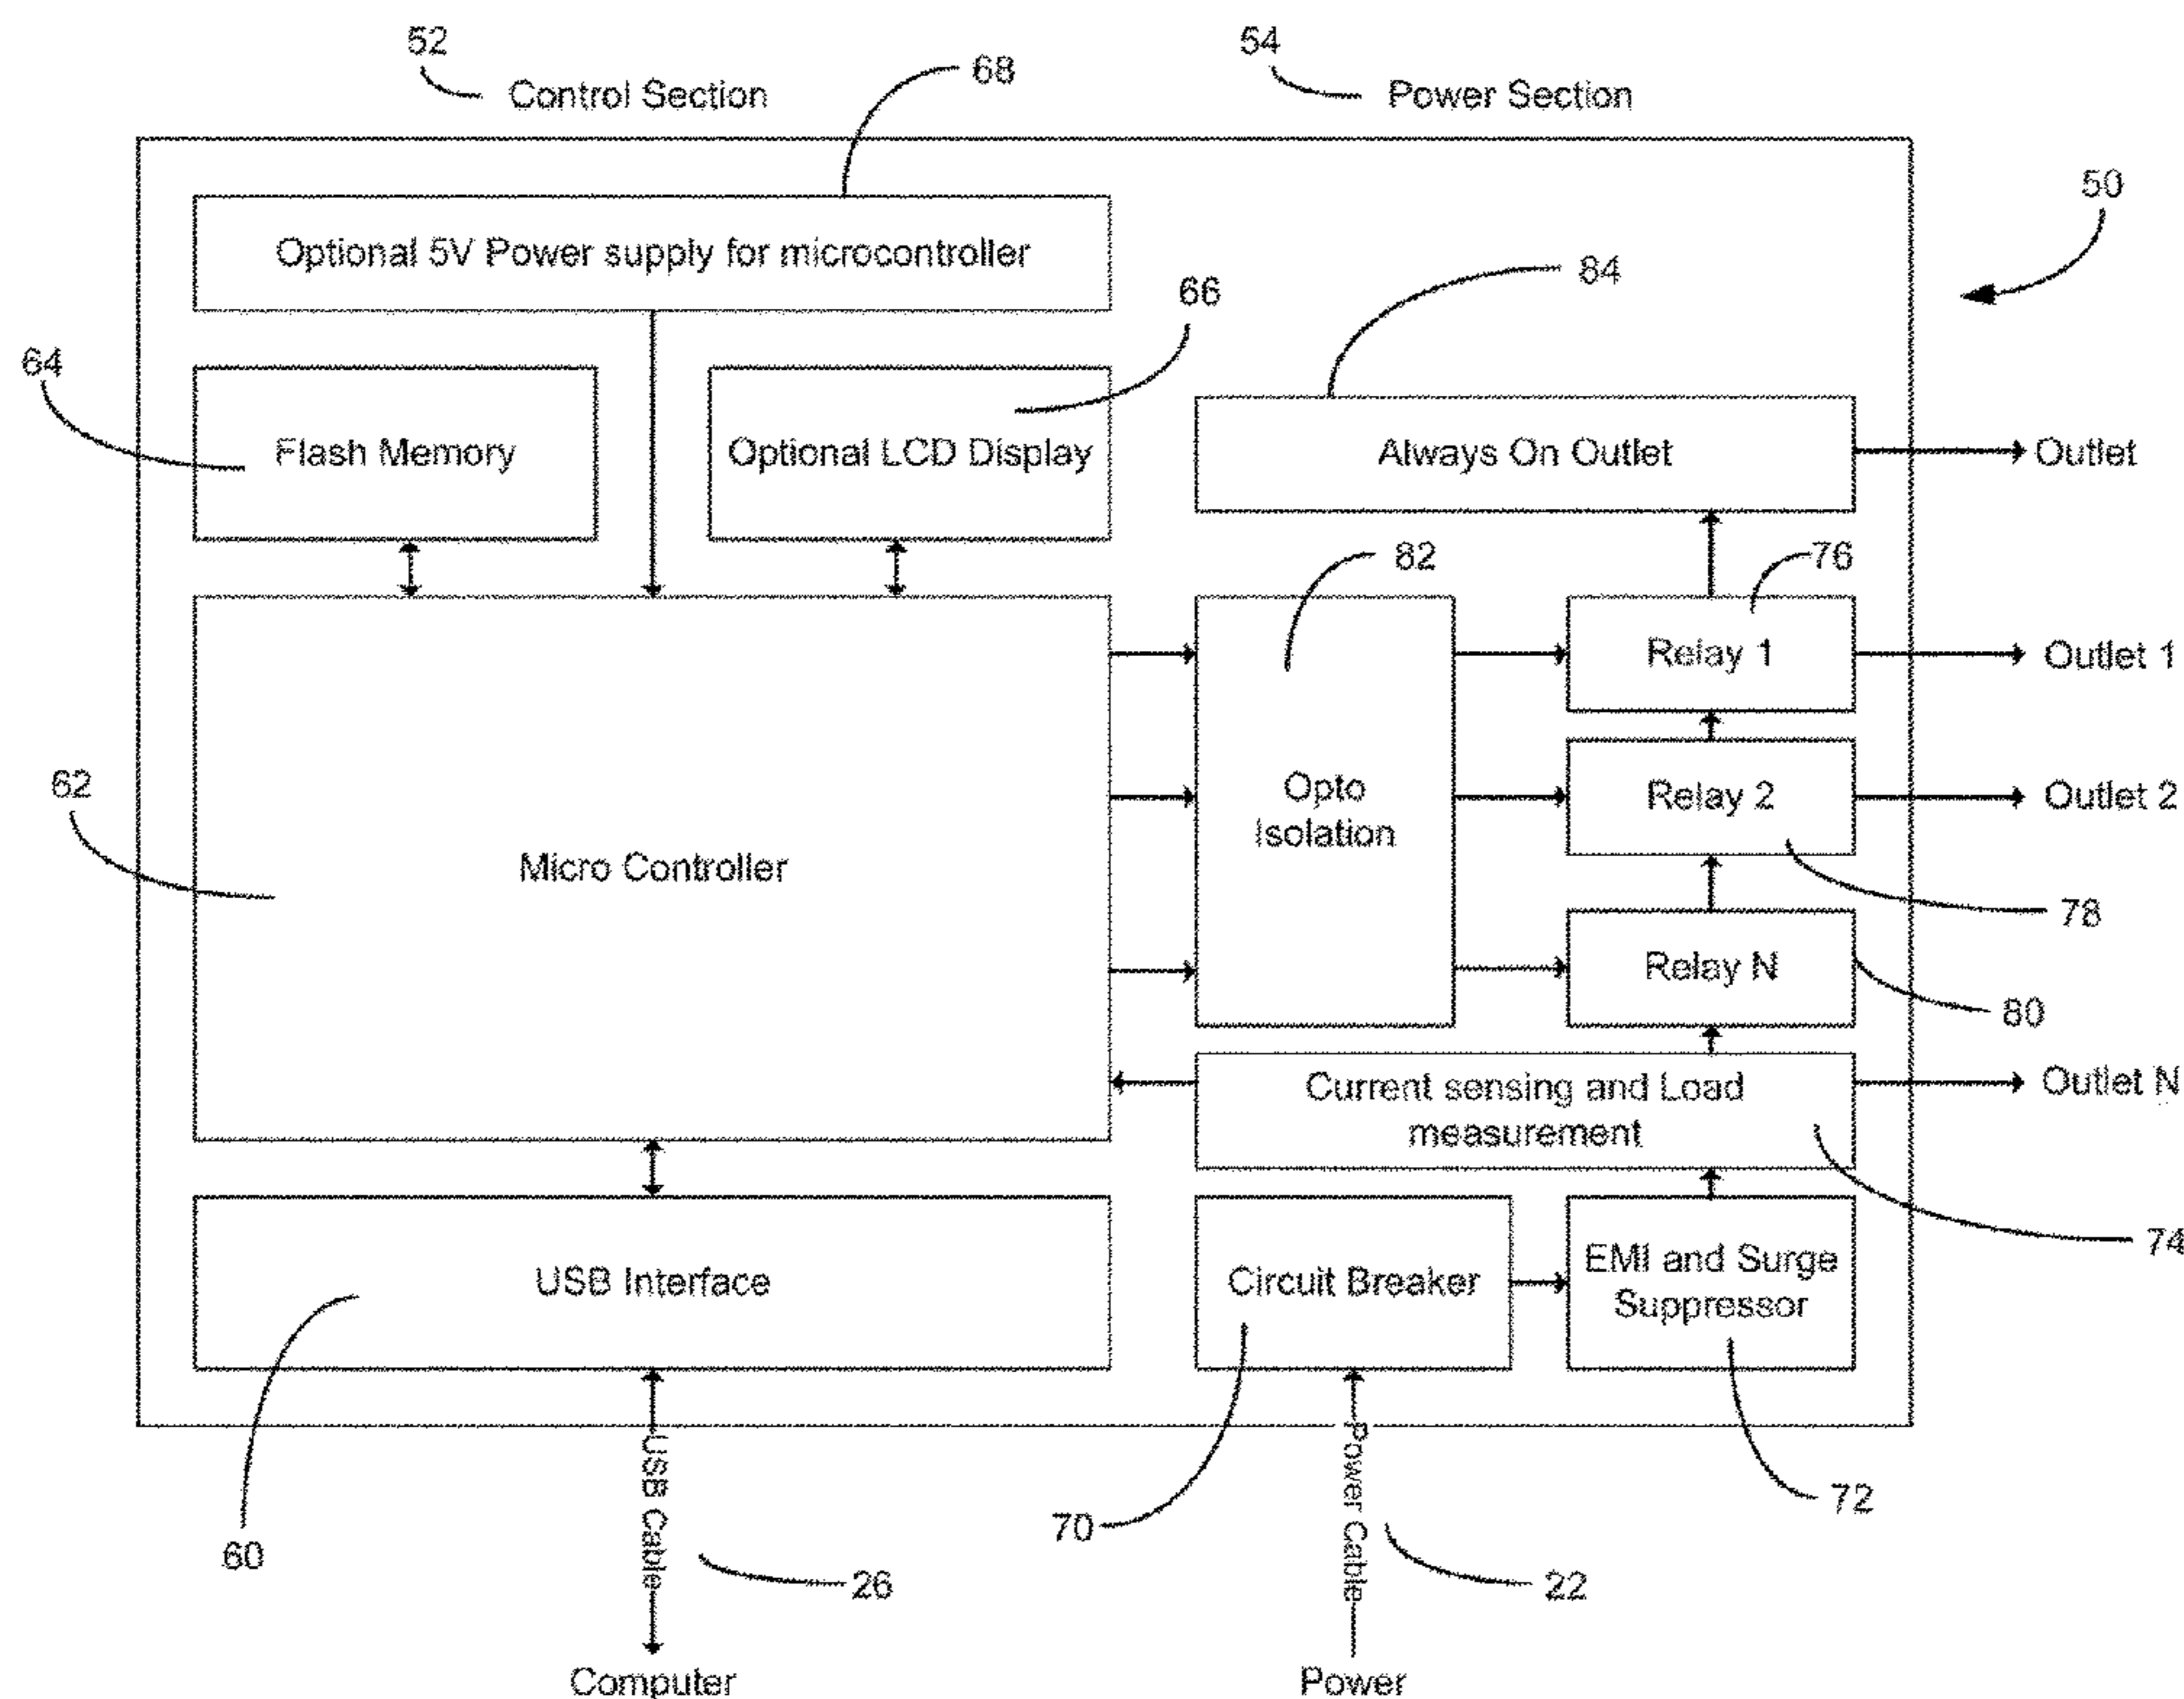 52
54
Control Section
68
Power Section
50
Optional 5V Power supply for microcontroller
84
66
64
Flash Memory
Optional LCD Display
Always On Outlet
Outlet
82
76
Relay 1
Outlet 1
62
Opto
Isolation
Relay 2
Outlet 2
Micro Controller
78
Relay N
80
Current sensing and Load
measurement
Outlet N
74
USB Interface
Circuit Breaker
EMI and Surge
Suppressor
USB Cable
Power Cable
72
70
60
26
22
Computer
Power